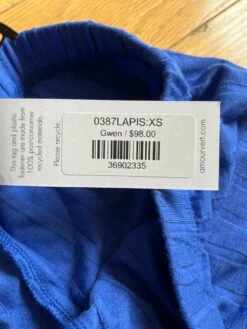 0387LAPIS:XS
Gwen / $98.00
36902335
Please recycle.
This tag and plastic
fastener are made of
100% postconsumer
recycled materials.
amourvert.com